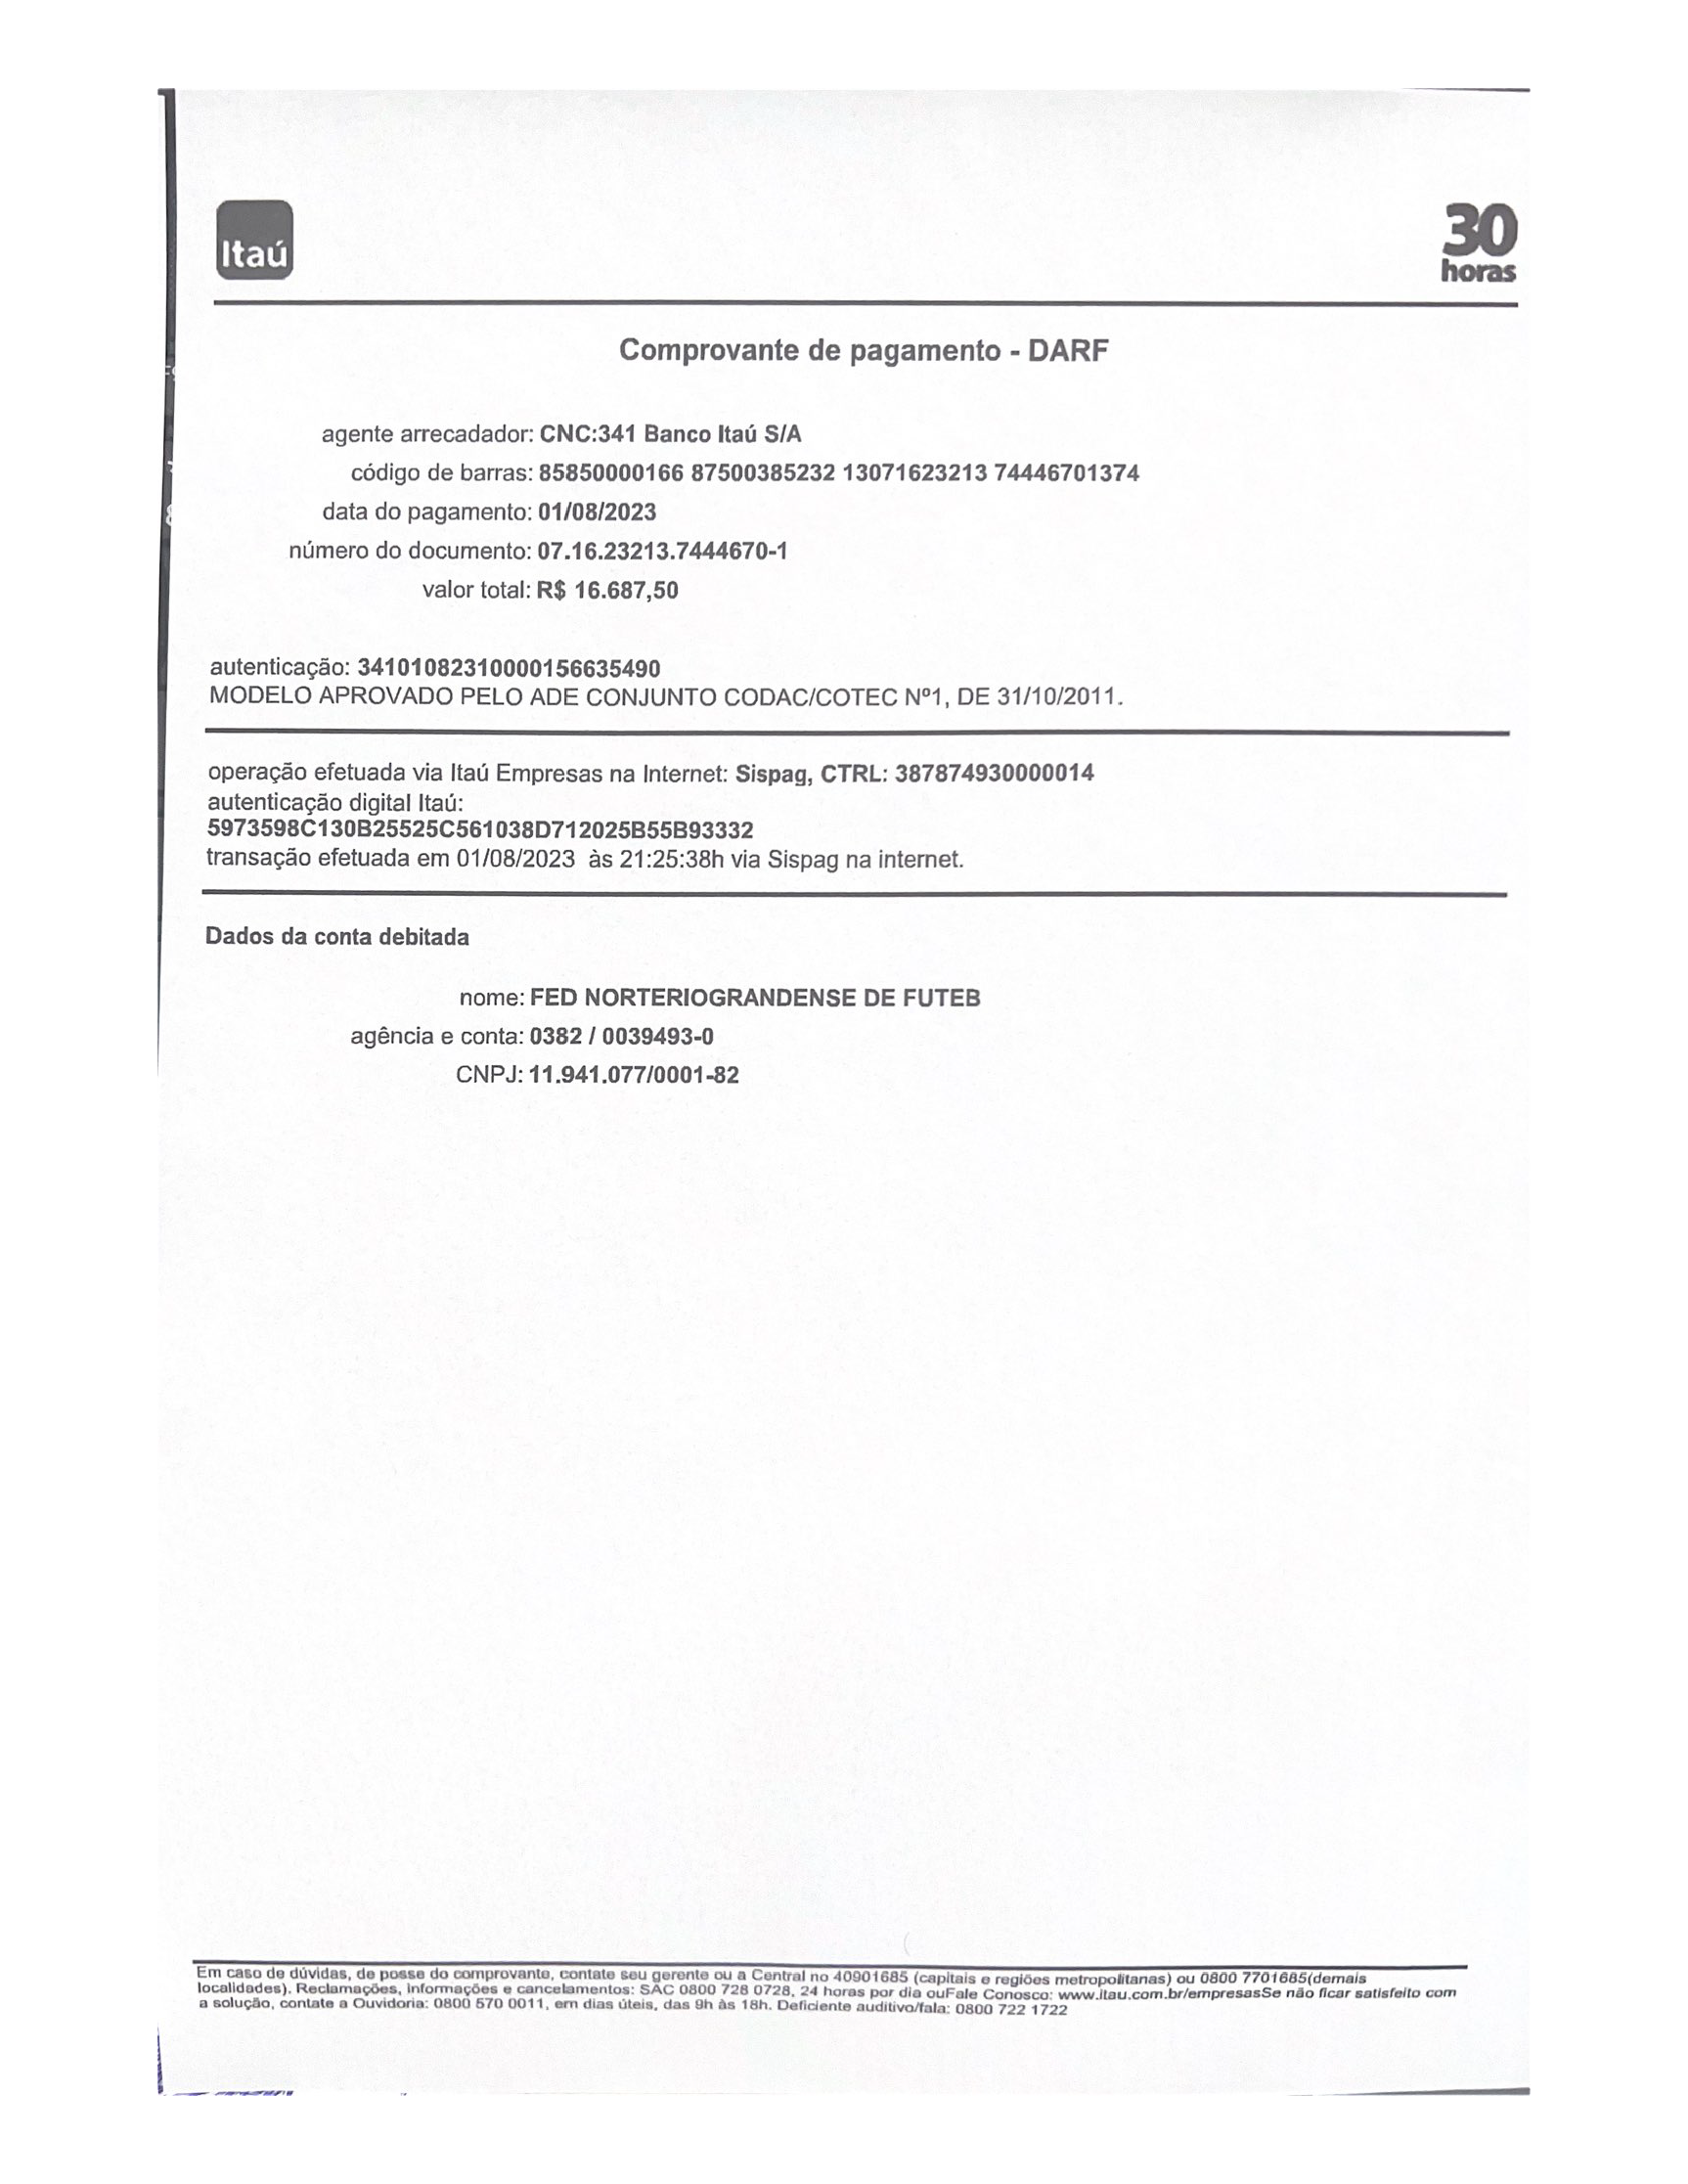 Itaú
30
horas
Comprovante de pagamento - DARF
agente arrecadador: CNC:341 Banco Itaú S/A
código de barras: 85850000166 87500385232 13071623213 74446701374
data do pagamento: 01/08/2023
número do documento: 07.16.23213.7444670-1
valor total: R$ 16.687,50
autenticação: 34101082310000156635490
MODELO APROVADO PELO ADE CONJUNTO CODAC/COTEC Nº1, DE 31/10/2011.
operação efetuada via Itaú Empresas na Internet: Sispag, CTRL: 387874930000014
autenticação digital Itaú:
5973598C130B25525C561038D712025B55B93332
transação efetuada em 01/08/2023 às 21:25:38h via Sispag na internet.
Dados da conta debitada
nome: FED NORTERIOGRANDENSE DE FUTEB
agência e conta: 0382 / 0039493-0
CNPJ: 11.941.077/0001-82
Em caso de dúvidas, de posse do comprovante, contate seu gerente ou a Central no 40901685 (capitais e regiões metropolitanas) ou 0800 7701685(demais
localidades). Reclamações, informações e cancelamentos: SAC 0800 728 0728, 24 horas por dia ouFale Conosco: www.itau.com.br/empresasSe não ficar satisfeito com
a solução, contate a Ouvidoria: 0800 570 0011, em dias úteis, das 9h às 18h. Deficiente auditivo/fala: 0800 722 1722